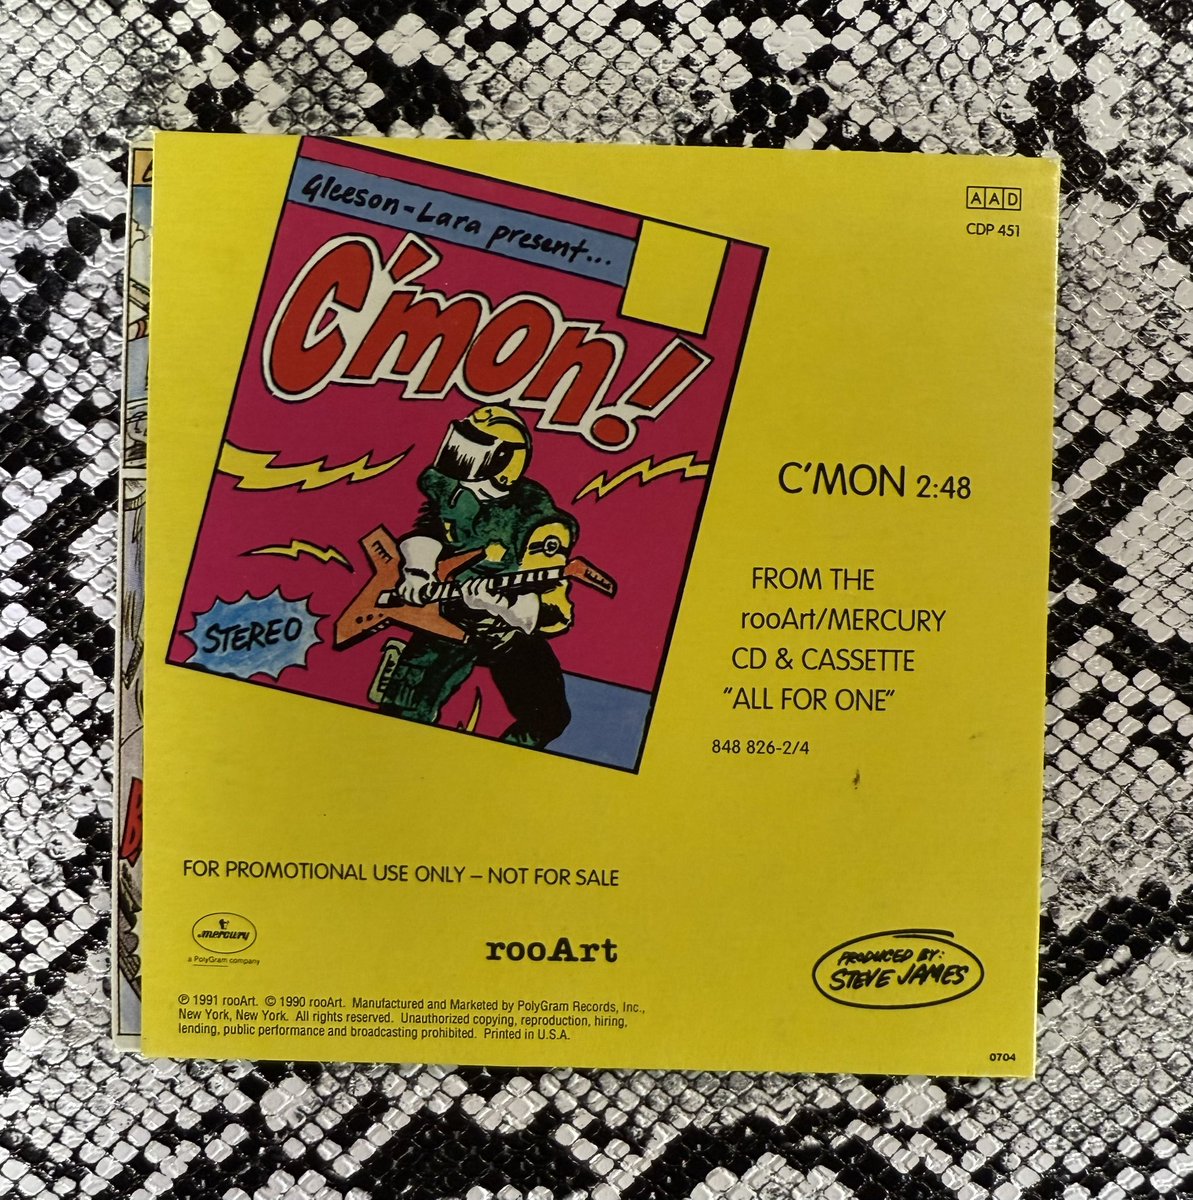 Gleeson-Lara present...
C'mon!
STEREO
AAD
CDP 451
C'MON 2:48
FROM THE
rooArt/MERCURY
CD & CASSETTE
"ALL FOR ONE"
848 826-2/4
FOR PROMOTIONAL USE ONLY – NOT FOR SALE
mercury
a PolyGram company
rooArt
PRODUCED BY:
STEVE JAMES
℗ 1991 rooArt. © 1990 rooArt. Manufactured and Marketed by PolyGram Records, Inc.,
New York, New York. All rights reserved. Unauthorized copying, reproduction, hiring,
lending, public performance and broadcasting prohibited. Printed in U.S.A.
0704